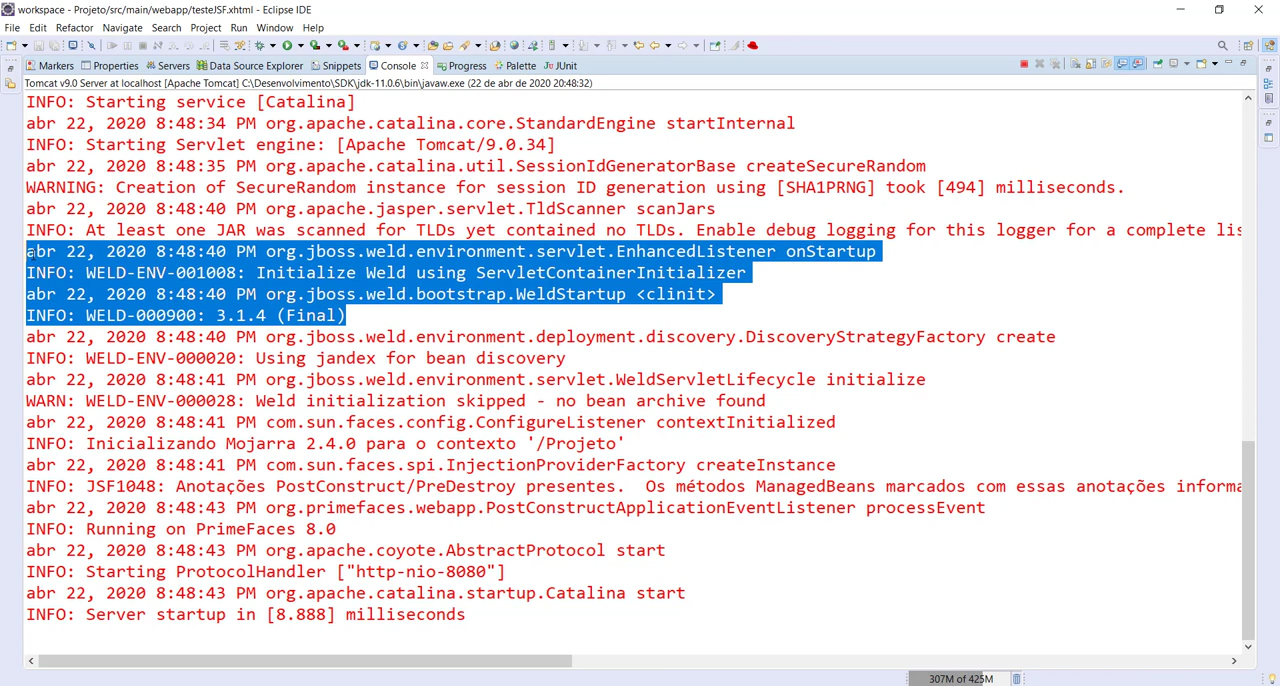 workspace - Projeto/src/main/webapp/testeJSF.xhtml - Eclipse IDE
File Edit Refactor Navigate Search Project Run Window Help
Markers Properties Servers Data Source Explorer Snippets Console Progress Palette JUnit
Tomcat v9.0 Server at localhost [Apache Tomcat] C:\Desenvolvimento\SDK\jdk-11.0.6\bin\javaw.exe (22 de abr de 2020 20:48:32)
INFO: Starting service [Catalina]
abr 22, 2020 8:48:34 PM org.apache.catalina.core.StandardEngine startInternal
INFO: Starting Servlet engine: [Apache Tomcat/9.0.34]
abr 22, 2020 8:48:35 PM org.apache.catalina.util.SessionIdGeneratorBase createSecureRandom
WARNING: Creation of SecureRandom instance for session ID generation using [SHA1PRNG] took [494] milliseconds.
abr 22, 2020 8:48:40 PM org.apache.jasper.servlet.TldScanner scanJars
INFO: At least one JAR was scanned for TLDs yet contained no TLDs. Enable debug logging for this logger for a complete lis
abr 22, 2020 8:48:40 PM org.jboss.weld.environment.servlet.EnhancedListener onStartup
INFO: WELD-ENV-001008: Initialize Weld using ServletContainerInitializer
abr 22, 2020 8:48:40 PM org.jboss.weld.bootstrap.WeldStartup <clinit>
INFO: WELD-000900: 3.1.4 (Final)
abr 22, 2020 8:48:40 PM org.jboss.weld.environment.deployment.discovery.DiscoveryStrategyFactory create
INFO: WELD-ENV-000020: Using jandex for bean discovery
abr 22, 2020 8:48:41 PM org.jboss.weld.environment.servlet.WeldServletLifecycle initialize
WARN: WELD-ENV-000028: Weld initialization skipped - no bean archive found
abr 22, 2020 8:48:41 PM com.sun.faces.config.ConfigureListener contextInitialized
INFO: Inicializando Mojarra 2.4.0 para o contexto '/Projeto'
abr 22, 2020 8:48:41 PM com.sun.faces.spi.InjectionProviderFactory createInstance
INFO: JSF1048: Anotações PostConstruct/PreDestroy presentes.  Os métodos ManagedBeans marcados com essas anotações informa
abr 22, 2020 8:48:43 PM org.primefaces.webapp.PostConstructApplicationEventListener processEvent
INFO: Running on PrimeFaces 8.0
abr 22, 2020 8:48:43 PM org.apache.coyote.AbstractProtocol start
INFO: Starting ProtocolHandler ["http-nio-8080"]
abr 22, 2020 8:48:43 PM org.apache.catalina.startup.Catalina start
INFO: Server startup in [8.888] milliseconds
307M of 425M